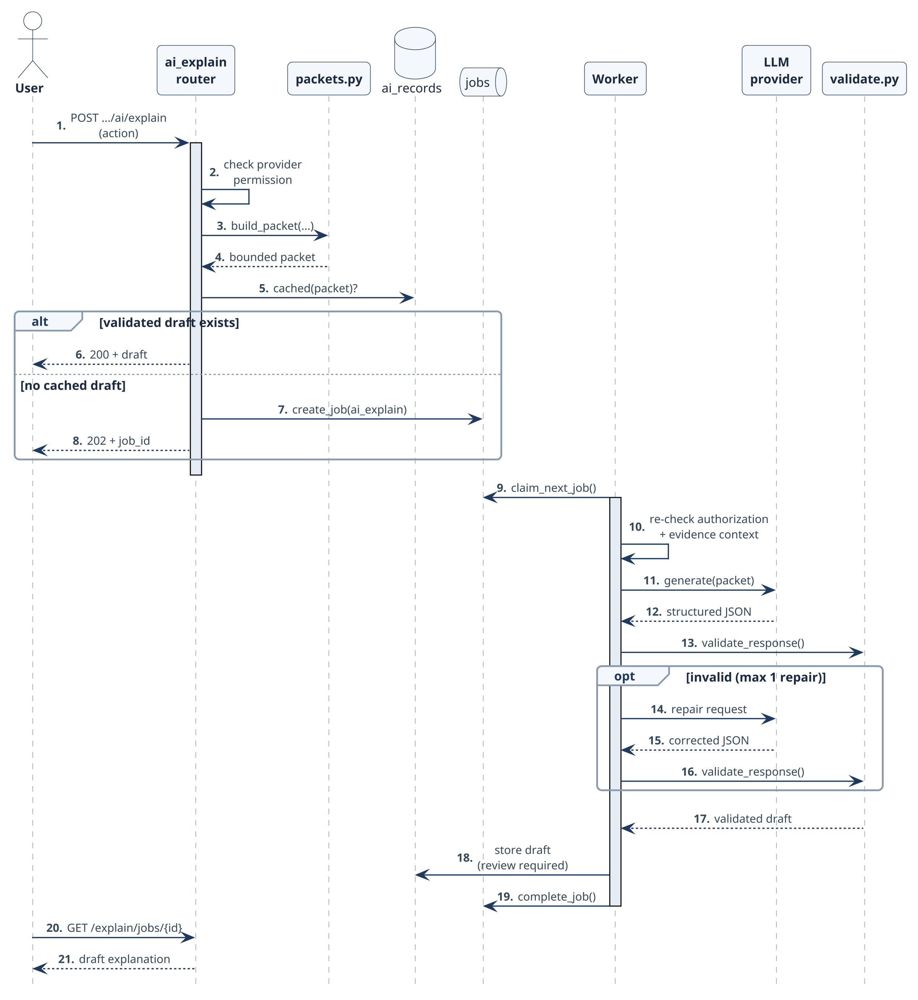 User
ai_explain
router
packets.py
ai_records
jobs
Worker
LLM
provider
validate.py
1. POST .../ai/explain
(action)
2. check provider
permission
3. build_packet(...)
4. bounded packet
5. cached(packet)?
alt [validated draft exists]
6. 200 + draft
[no cached draft]
7. create_job(ai_explain)
8. 202 + job_id
9. claim_next_job()
10. re-check authorization
+ evidence context
11. generate(packet)
12. structured JSON
13. validate_response()
opt [invalid (max 1 repair)]
14. repair request
15. corrected JSON
16. validate_response()
17. validated draft
18. store draft
(review required)
19. complete_job()
20. GET /explain/jobs/{id}
21. draft explanation